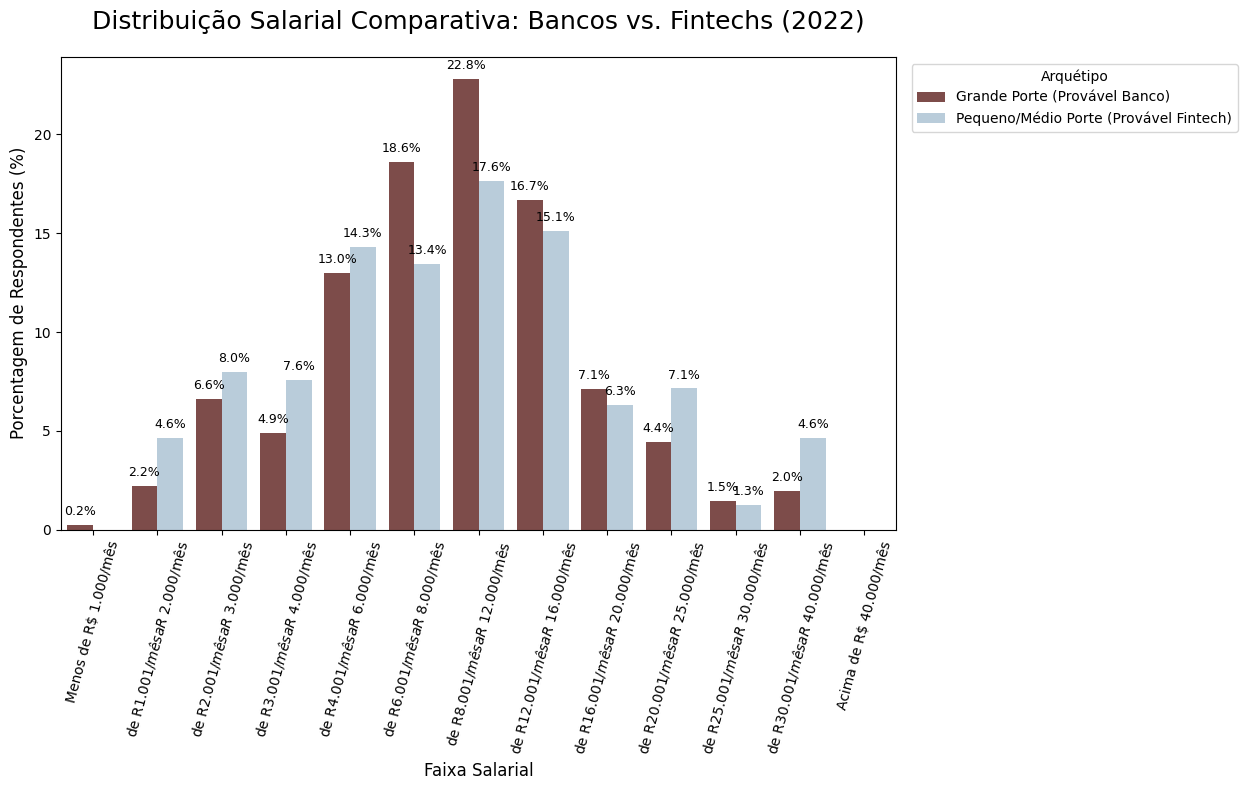 Distribuição Salarial Comparativa: Bancos vs. Fintechs (2022)
Arquétipo
Grande Porte (Provável Banco)
Pequeno/Médio Porte (Provável Fintech)
Porcentagem de Respondentes (%)
20
15
10
5
0
0.2%
2.2%
4.6%
6.6%
8.0%
4.9%
7.6%
13.0%
14.3%
18.6%
13.4%
22.8%
17.6%
16.7%
15.1%
7.1%
6.3%
4.4%
7.1%
1.5%
1.3%
2.0%
4.6%
Menos de R$ 1.000/mês
de R1.001/mêsaR 2.000/mês
de R2.001/mêsaR 3.000/mês
de R3.001/mêsaR 4.000/mês
de R4.001/mêsaR 6.000/mês
de R6.001/mêsaR 8.000/mês
de R8.001/mêsaR 12.000/mês
de R12.001/mêsaR 16.000/mês
de R16.001/mêsaR 20.000/mês
de R20.001/mêsaR 25.000/mês
de R25.001/mêsaR 30.000/mês
de R30.001/mêsaR 40.000/mês
Acima de R$ 40.000/mês
Faixa Salarial